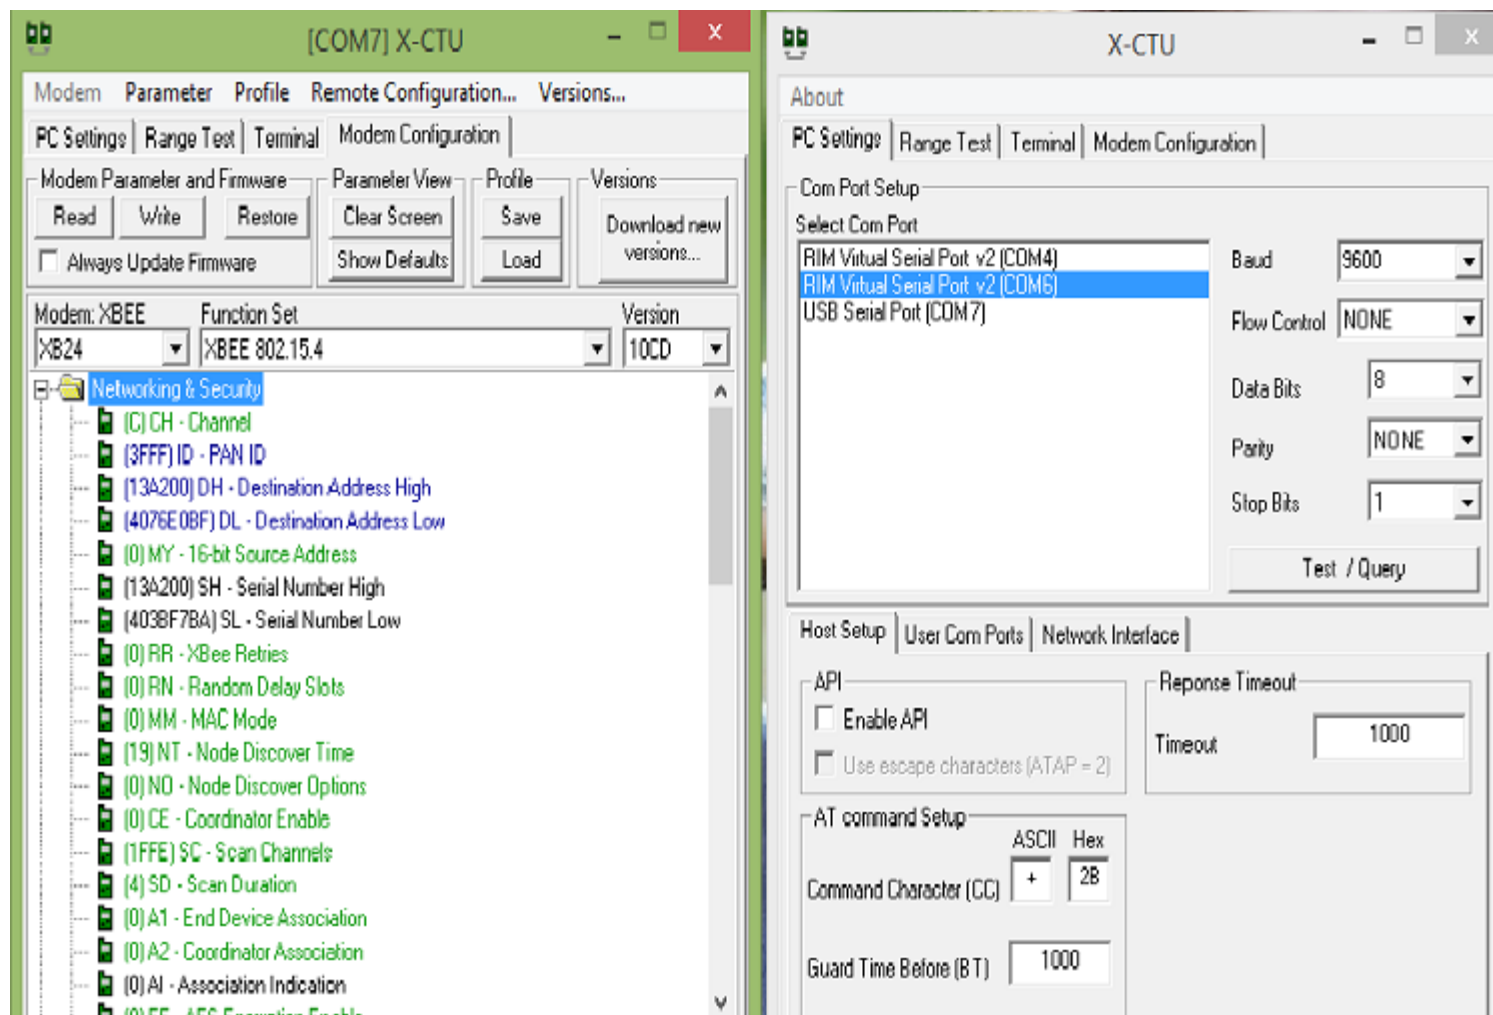 [COM7] X-CTU
Modem Parameter Profile Remote Configuration... Versions...
PC Settings Range Test Terminal Modem Configuration
Modem Parameter and Firmware Parameter View Profile Versions
Read Write Restore Clear Screen Save Download new versions...
Always Update Firmware Show Defaults Load
Modem: XBEE Function Set Version
XB24 XBEE 802.15.4 10CD
Networking & Security
(C) CH - Channel
(3FFF) ID - PAN ID
(13A200) DH - Destination Address High
(4076E0BF) DL - Destination Address Low
(0) MY - 16-bit Source Address
(13A200) SH - Serial Number High
(403BF7BA) SL - Serial Number Low
(0) RR - XBee Retries
(0) RN - Random Delay Slots
(0) MM - MAC Mode
(19) NT - Node Discover Time
(0) NO - Node Discover Options
(0) CE - Coordinator Enable
(1FFE) SC - Scan Channels
(4) SD - Scan Duration
(0) A1 - End Device Association
(0) A2 - Coordinator Association
(0) AI - Association Indication
(0) EE - AES Encryption Enable
X-CTU
About
PC Settings Range Test Terminal Modem Configuration
Com Port Setup
Select Com Port
RIM Virtual Serial Port v2 (COM4)
RIM Virtual Serial Port v2 (COM6)
USB Serial Port (COM7)
Baud 9600
Flow Control NONE
Data Bits 8
Parity NONE
Stop Bits 1
Test / Query
Host Setup User Com Ports Network Interface
API
Enable API
Use escape characters (ATAP = 2)
Reponse Timeout
Timeout 1000
AT command Setup
ASCII Hex
Command Character (CC) + 2B
Guard Time Before (BT) 1000